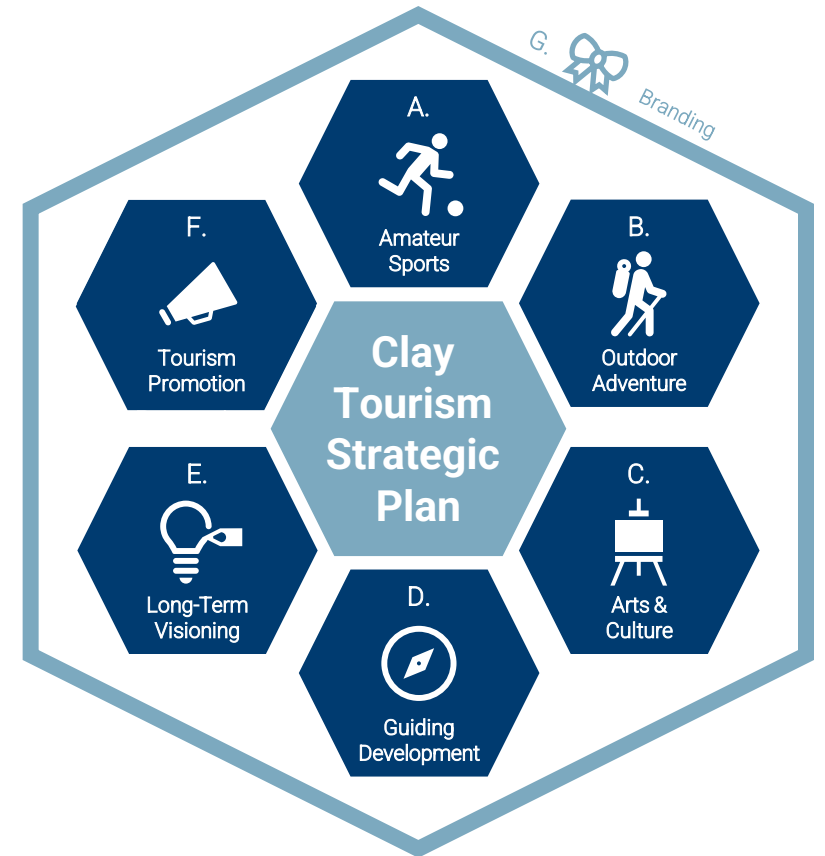 G.
Branding
A.
Amateur
Sports
F.
Tourism
Promotion
B.
Outdoor
Adventure
Clay
Tourism
Strategic
Plan
E.
Long-Term
Visioning
C.
Arts &
Culture
D.
Guiding
Development